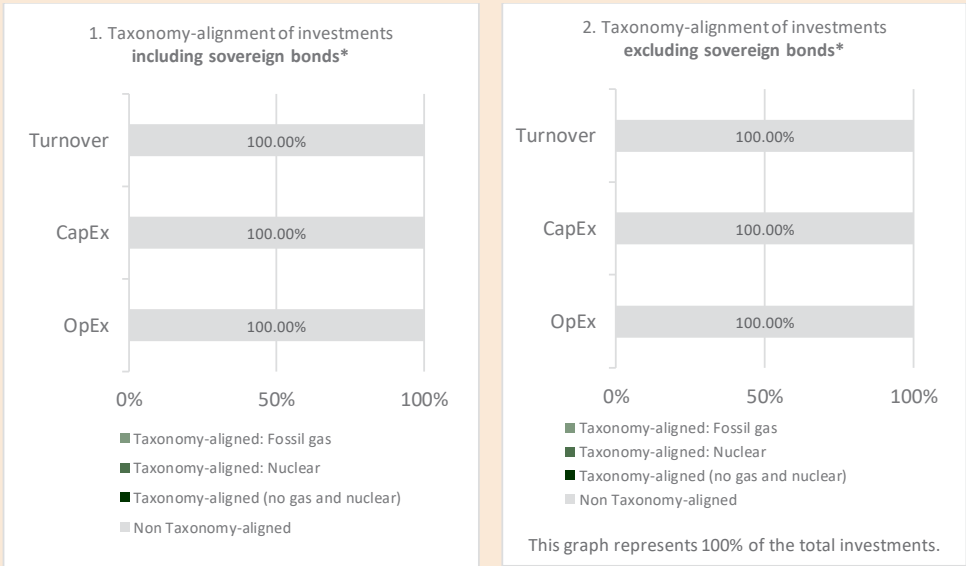 1. Taxonomy-alignment of investments
including sovereign bonds*
Turnover
100.00%
CapEx
100.00%
OpEx
100.00%
0% 50% 100%
Taxonomy-aligned: Fossil gas
Taxonomy-aligned: Nuclear
Taxonomy-aligned (no gas and nuclear)
Non Taxonomy-aligned
2. Taxonomy-alignment of investments
excluding sovereign bonds*
Turnover
100.00%
CapEx
100.00%
OpEx
100.00%
0% 50% 100%
Taxonomy-aligned: Fossil gas
Taxonomy-aligned: Nuclear
Taxonomy-aligned (no gas and nuclear)
Non Taxonomy-aligned
This graph represents 100% of the total investments.